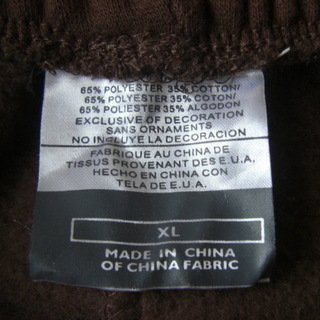 65% POLYESTER 35% COTTON/
65% POLYESTER 35% COTON/
65% POLIÉSTER 35% ALGODON
EXCLUSIVE OF DECORATION
SAN ORNAMENTS
NO INCLUYE LA DECORACION
FABRIQUE AU CHINA DE
TISSUS PROVENANT DES E.U.A.
HECHO EN CHINA CON
TELA DE E.U.A.
XL
MADE IN CHINA
OF CHINA FABRIC